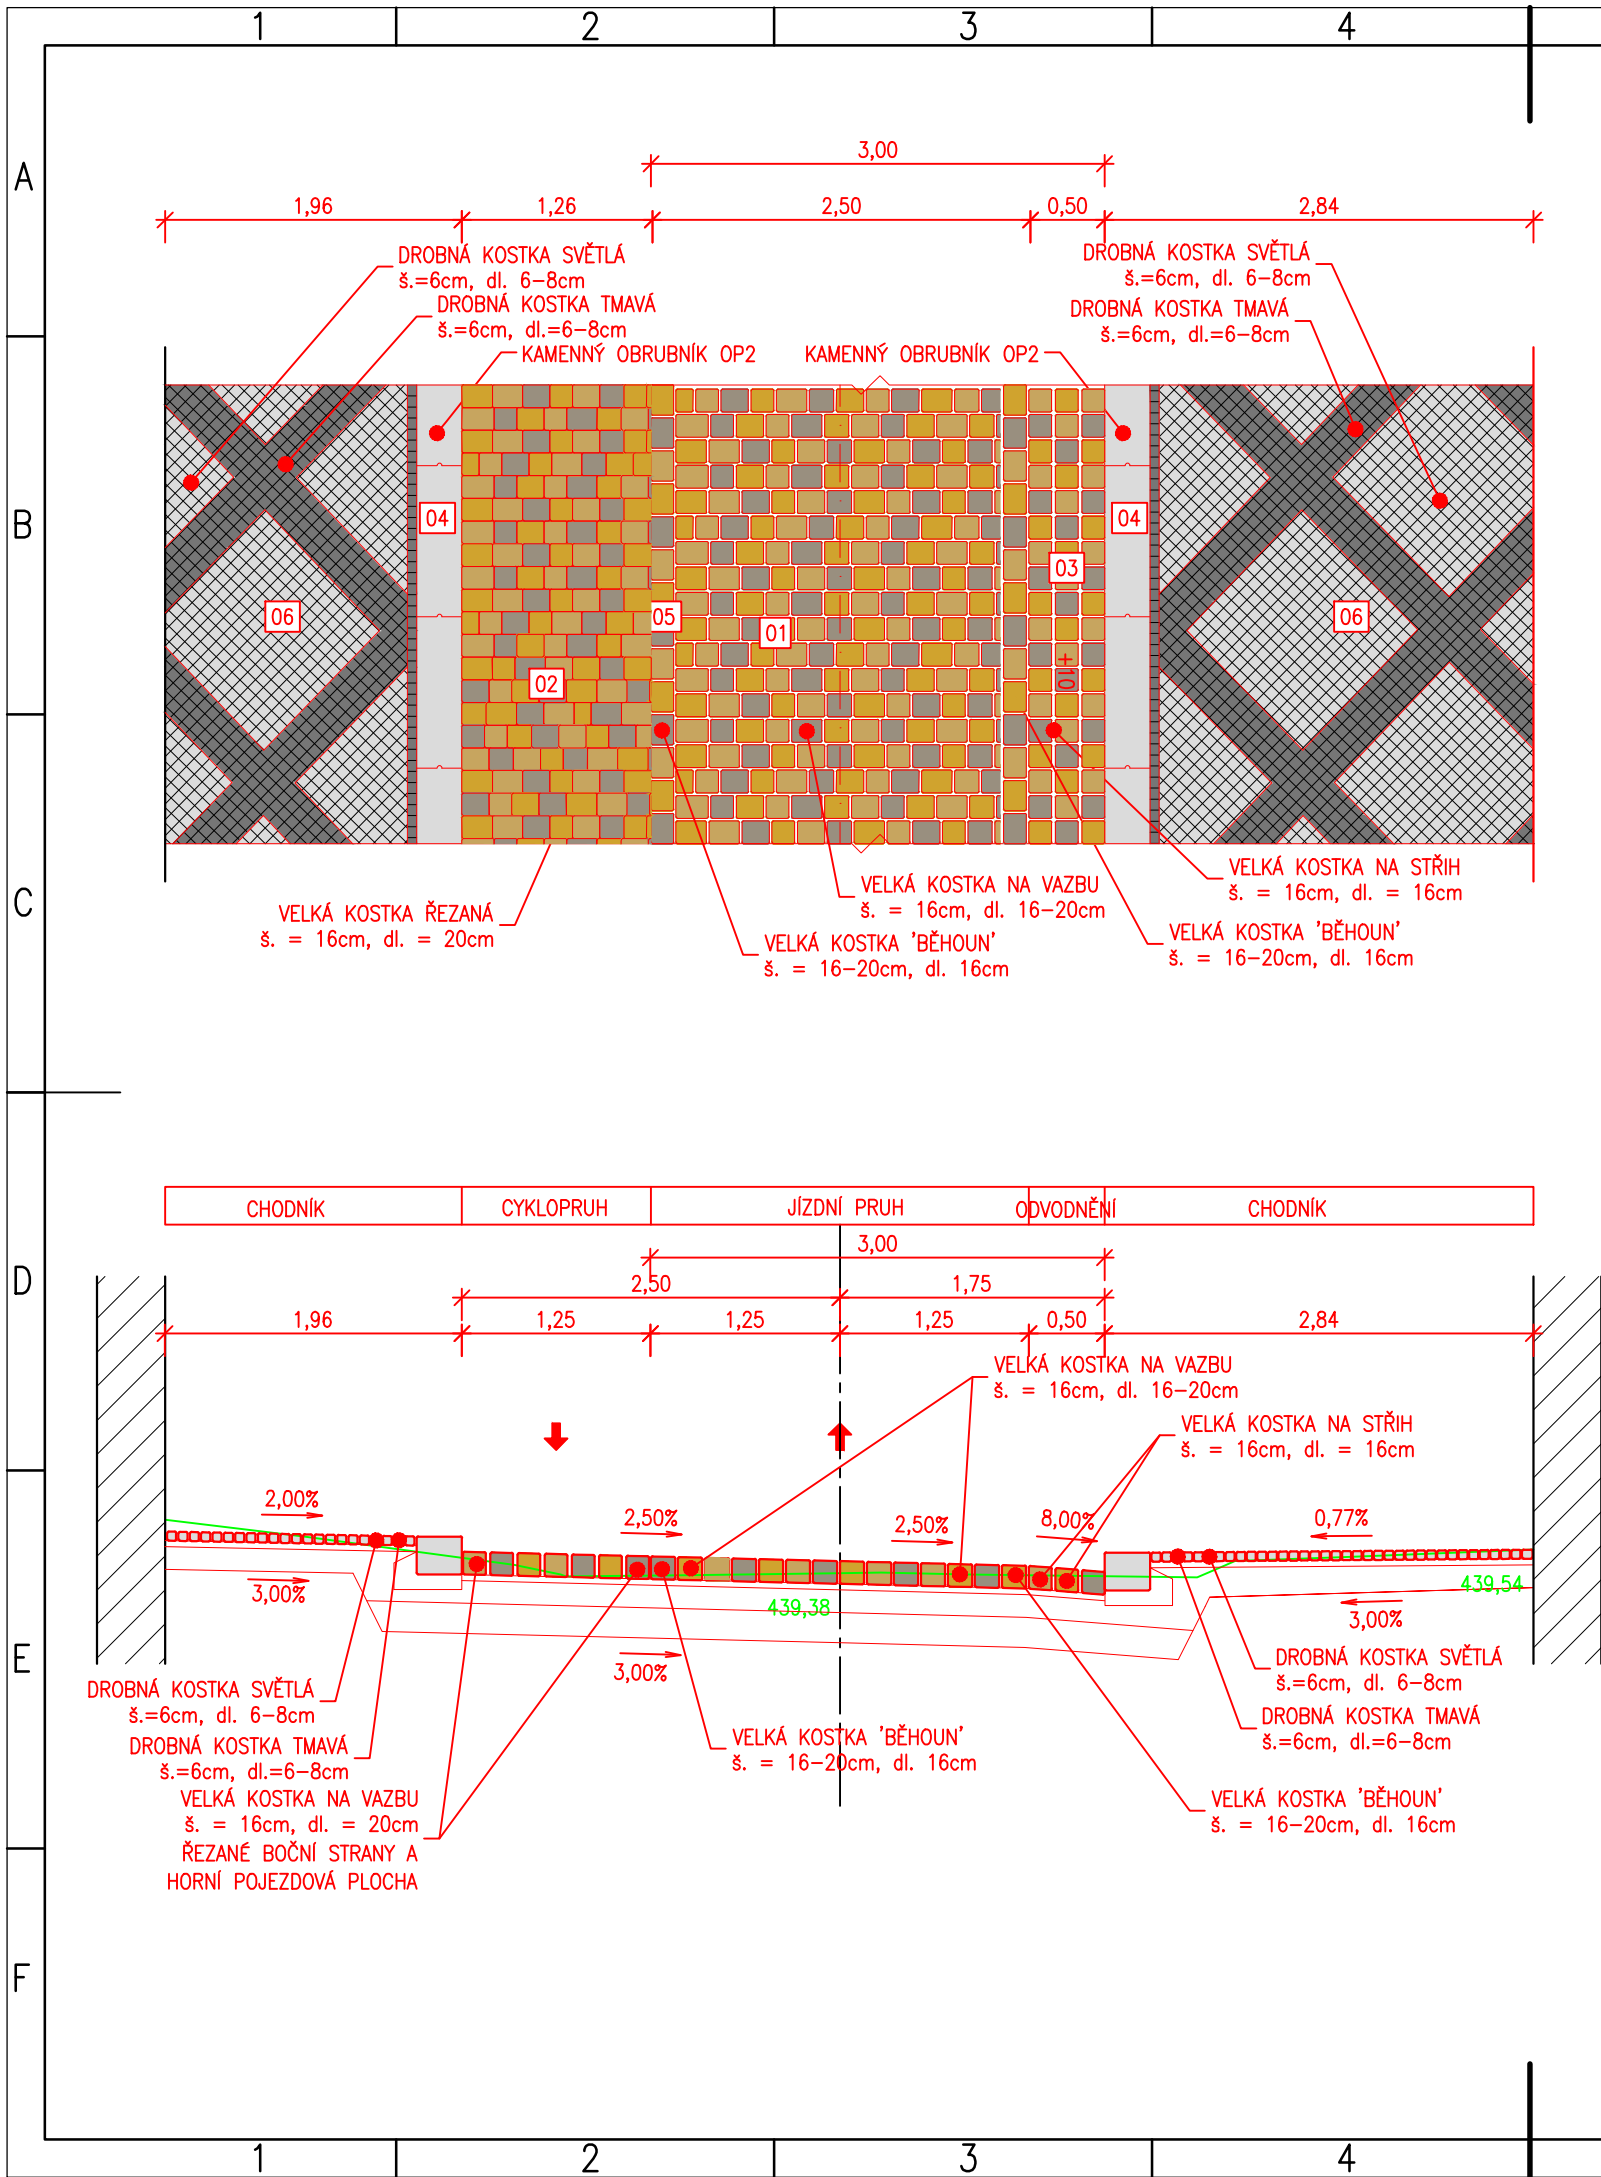 1
2
3
4
A
3,00
1,96
1,26
2,50
0,50
2,84
DROBNÁ KOSTKA SVĚTLÁ
š.=6cm, dl. 6-8cm
DROBNÁ KOSTKA TMAVÁ
š.=6cm, dl.=6-8cm
KAMENNÝ OBRUBNÍK OP2
KAMENNÝ OBRUBNÍK OP2
DROBNÁ KOSTKA SVĚTLÁ
š.=6cm, dl. 6-8cm
DROBNÁ KOSTKA TMAVÁ
š.=6cm, dl.=6-8cm
B
04
04
03
06
05
01
06
02
+10
C
VELKÁ KOSTKA ŘEZANÁ
š. = 16cm, dl. = 20cm
VELKÁ KOSTKA NA VAZBU
š. = 16cm, dl. 16-20cm
VELKÁ KOSTKA 'BĚHOUN'
š. = 16-20cm, dl. 16cm
VELKÁ KOSTKA NA STŘIH
š. = 16cm, dl. = 16cm
VELKÁ KOSTKA 'BĚHOUN'
š. = 16-20cm, dl. 16cm
CHODNÍK
CYKLOPRUH
JÍZDNÍ PRUH
ODVODNĚNÍ
CHODNÍK
D
3,00
2,50
1,75
1,96
1,25
1,25
1,25
0,50
2,84
VELKÁ KOSTKA NA VAZBU
š. = 16cm, dl. 16-20cm
VELKÁ KOSTKA NA STŘIH
š. = 16cm, dl. = 16cm
2,00%
2,50%
2,50%
8,00%
0,77%
3,00%
439,38
439,54
3,00%
E
3,00%
DROBNÁ KOSTKA SVĚTLÁ
š.=6cm, dl. 6-8cm
DROBNÁ KOSTKA TMAVÁ
š.=6cm, dl.=6-8cm
VELKÁ KOSTKA NA VAZBU
š. = 16cm, dl. = 20cm
ŘEZANÉ BOČNÍ STRANY A
HORNÍ POJEZDOVÁ PLOCHA
VELKÁ KOSTKA 'BĚHOUN'
š. = 16-20cm, dl. 16cm
DROBNÁ KOSTKA SVĚTLÁ
š.=6cm, dl. 6-8cm
DROBNÁ KOSTKA TMAVÁ
š.=6cm, dl.=6-8cm
VELKÁ KOSTKA 'BĚHOUN'
š. = 16-20cm, dl. 16cm
F
1
2
3
4